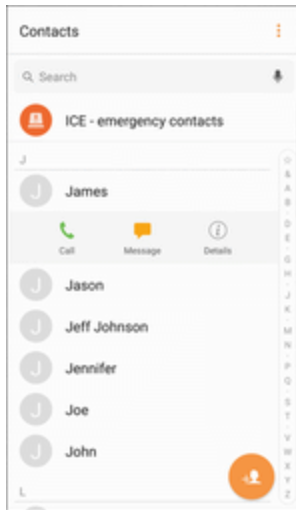 Contacts
Search
ICE - emergency contacts
J
J James
Call Message Details
J Jason
J Jeff Johnson
J Jennifer
J Joe
J John
L
&
A
B
D
E
G
H
J
K
M
N
P
Q
S
T
V
W
X
Y
Z